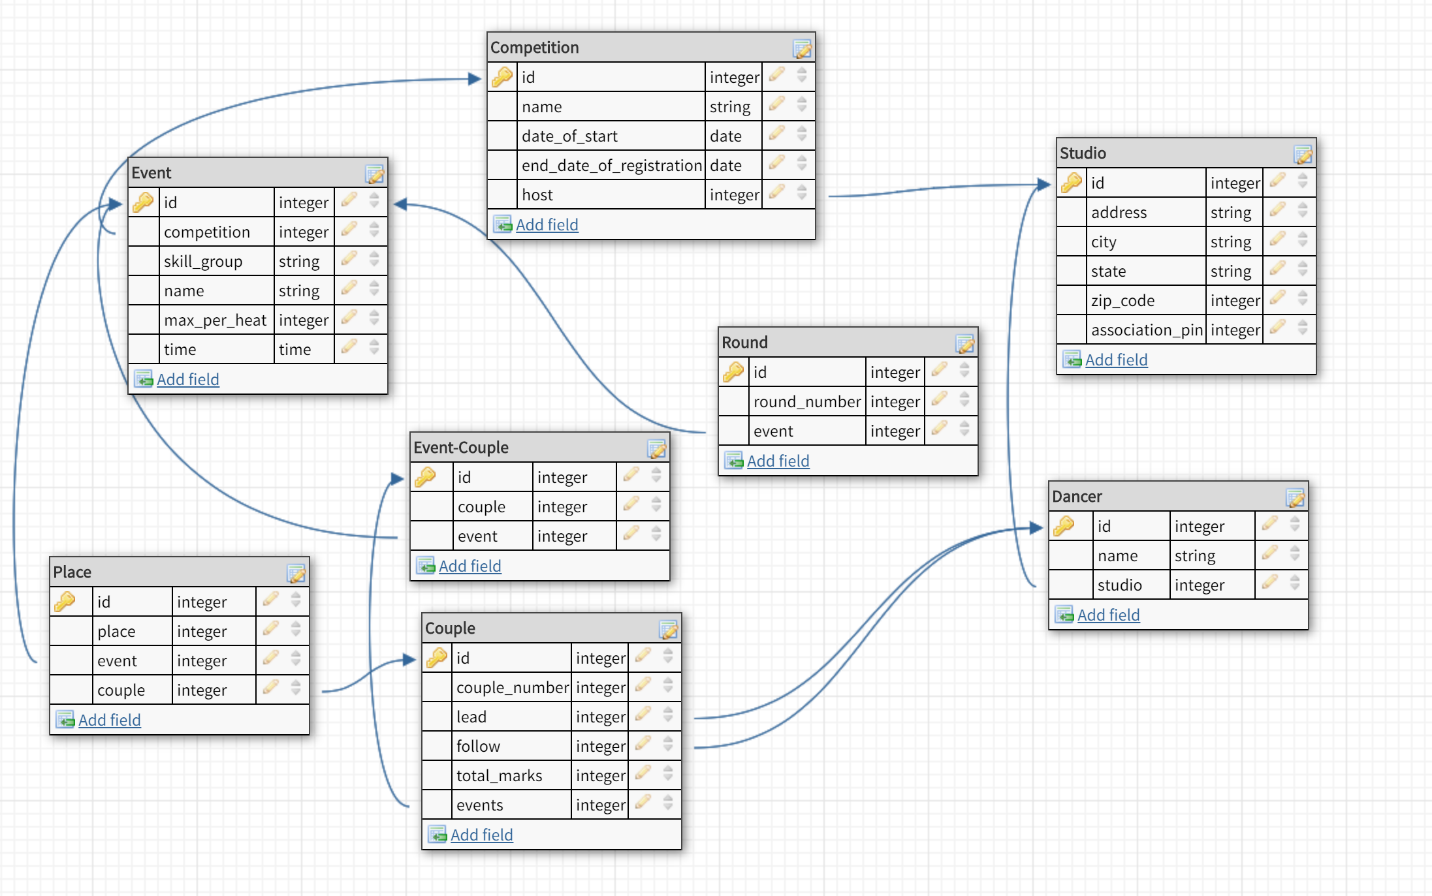 Competition
id integer
name string
date_of_start date
end_date_of_registration date
host integer
Add field
Event
id integer
competition integer
skill_group string
name string
max_per_heat integer
time time
Add field
Studio
id integer
address string
city string
state string
zip_code integer
association_pin integer
Add field
Round
id integer
round_number integer
event integer
Add field
Event-Couple
id integer
couple integer
event integer
Add field
Dancer
id integer
name string
studio integer
Add field
Place
id integer
place integer
event integer
couple integer
Add field
Couple
id integer
couple_number integer
lead integer
follow integer
total_marks integer
events integer
Add field